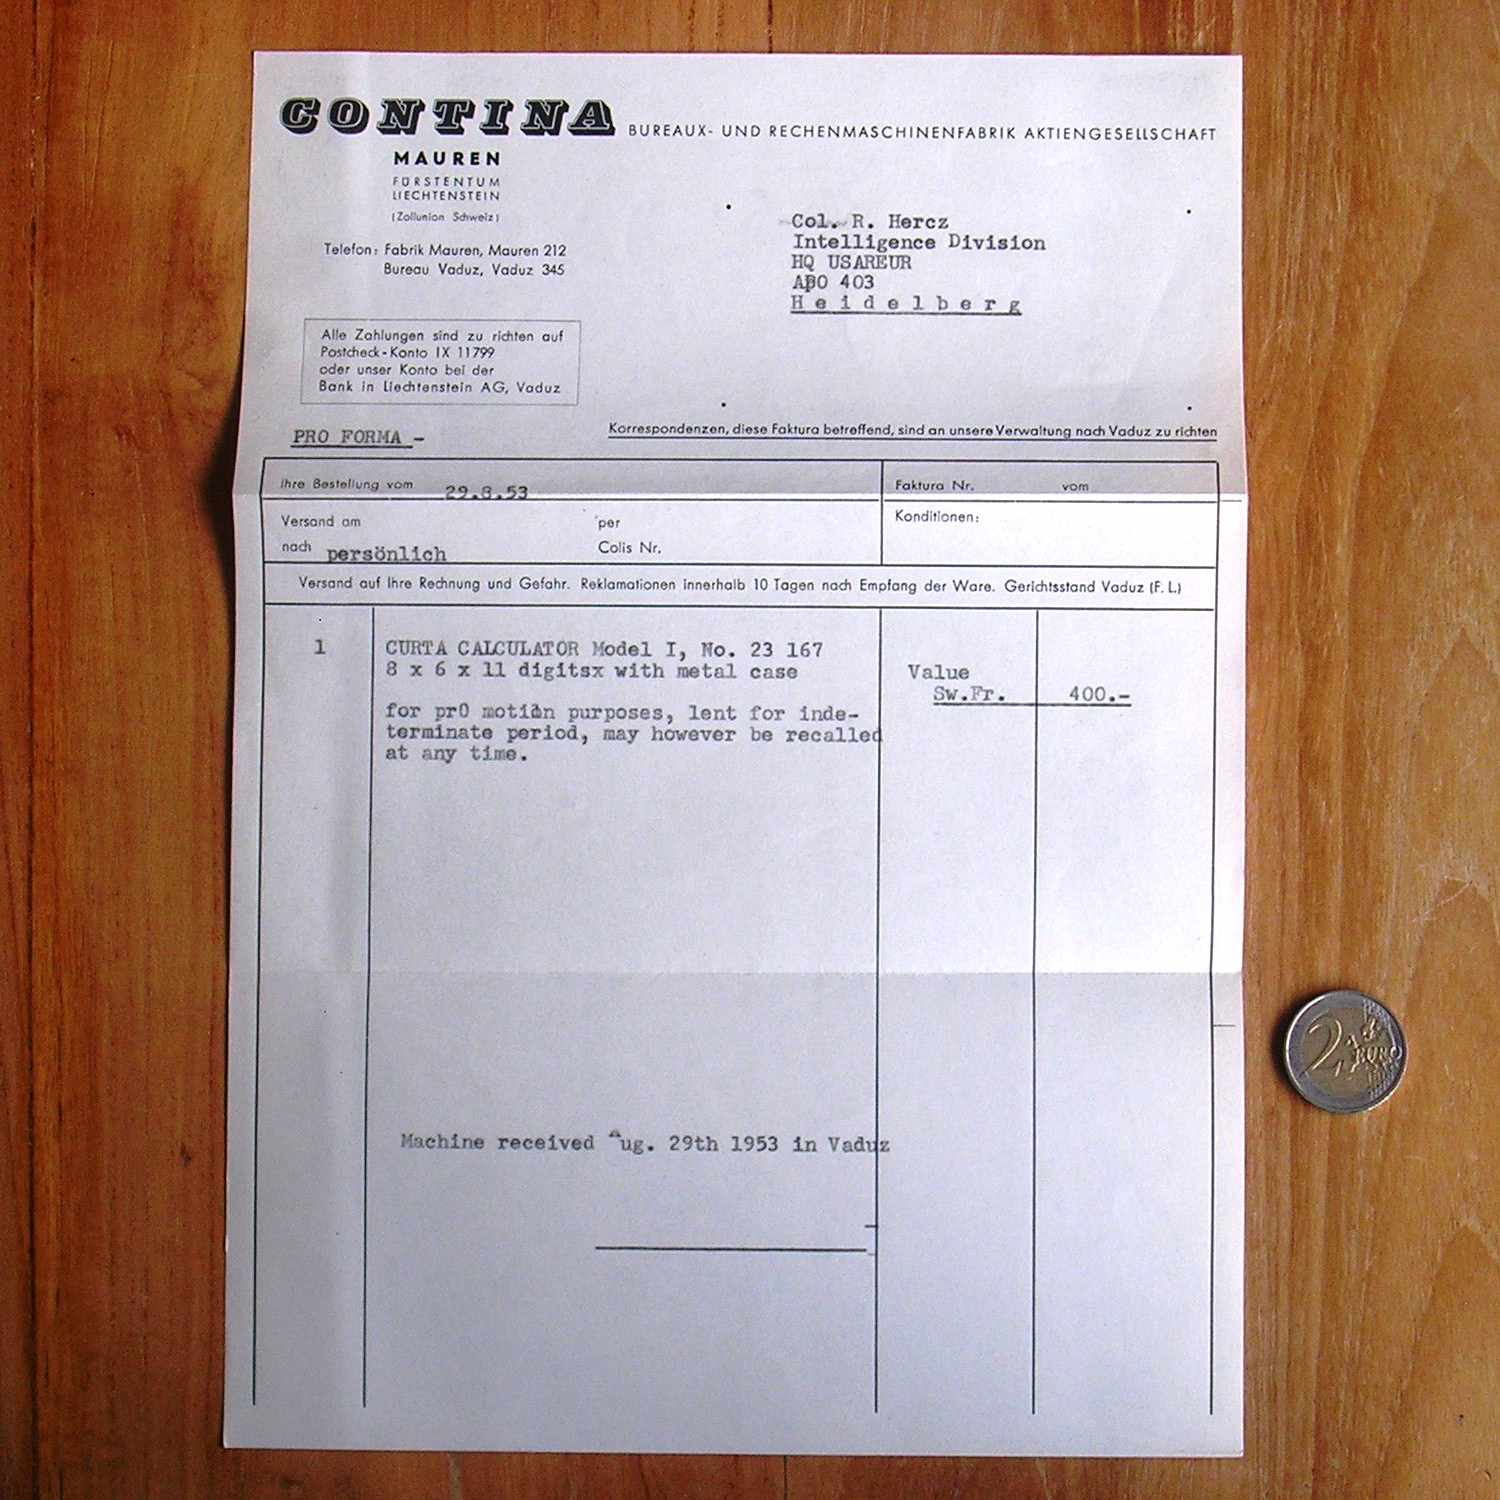 CONTINA BUREAUX- UND RECHENMASCHINENFABRIK AKTIENGESELLSCHAFT
MAUREN
FÜRSTENTUM
LIECHTENSTEIN
(Zollunion Schweiz)
Telefon: Fabrik Mauren, Mauren 212
Bureau Vaduz, Vaduz 345
Col. R. Hercz
Intelligence Division
HQ USAREUR
APO 403
Heidelberg
Alle Zahlungen sind zu richten auf
Postcheck-Konto IX 11799
oder unser Konto bei der
Bank in Liechtenstein AG, Vaduz
PRO FORMA -
Korrespondenzen, diese Faktura betreffend, sind an unsere Verwaltung nach Vaduz zu richten
Ihre Bestellung vom 29.8.53
Faktura Nr. vom
Versand am per
nach persönlich Colis Nr.
Konditionen:
Versand auf Ihre Rechnung und Gefahr. Reklamationen innerhalb 10 Tagen nach Empfang der Ware. Gerichtsstand Vaduz (F. L.)
1 CURTA CALCULATOR Model I, No. 23 167
8 x 6 x 11 digitsx with metal case
Value
Sw.Fr. 400.-
for pr0 motion purposes, lent for inde-
terminate period, may however be recalled
at any time.
Machine received Aug. 29th 1953 in Vaduz
2 EURO